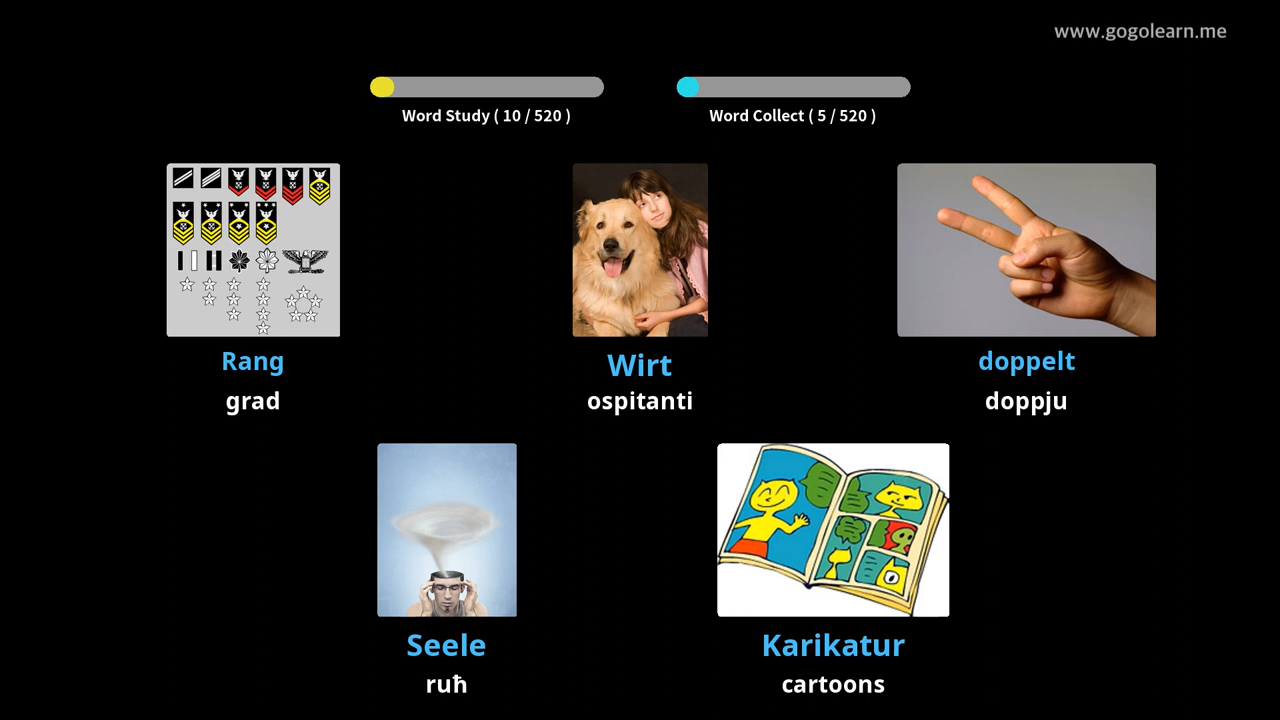 www.gogolearn.me
Word Study ( 10 / 520 )
Word Collect ( 5 / 520 )
Rang
grad
Wirt
ospitanti
doppelt
doppju
Seele
ruħ
Karikatur
cartoons